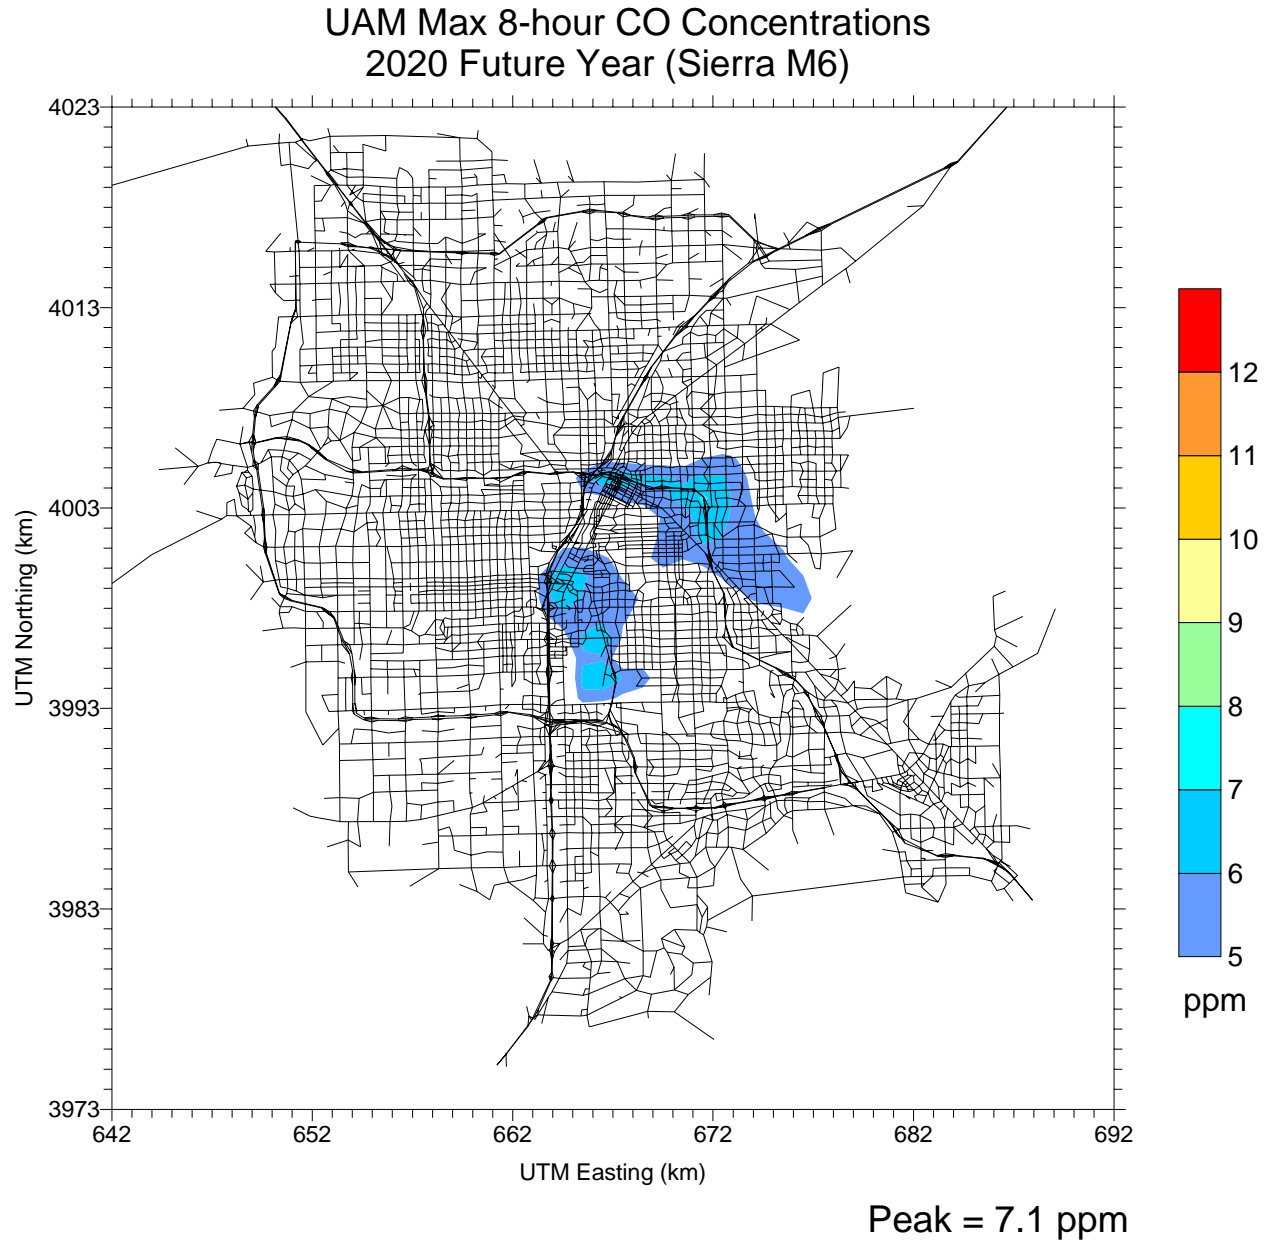 UAM Max 8-hour CO Concentrations
2020 Future Year (Sierra M6)
4023
4013
4003
3993
3983
3973
UTM Northing (km)
642 652 662 672 682 692
UTM Easting (km)
12
11
10
9
8
7
6
5
ppm
Peak = 7.1 ppm